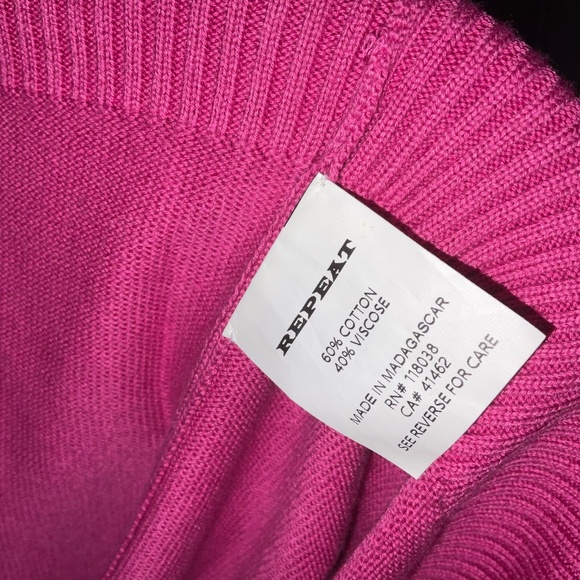 REPEAT
60% COTTON
40% VISCOSE
MADE IN MADAGASCAR
RN# 118038
CA# 41462
SEE REVERSE FOR CARE